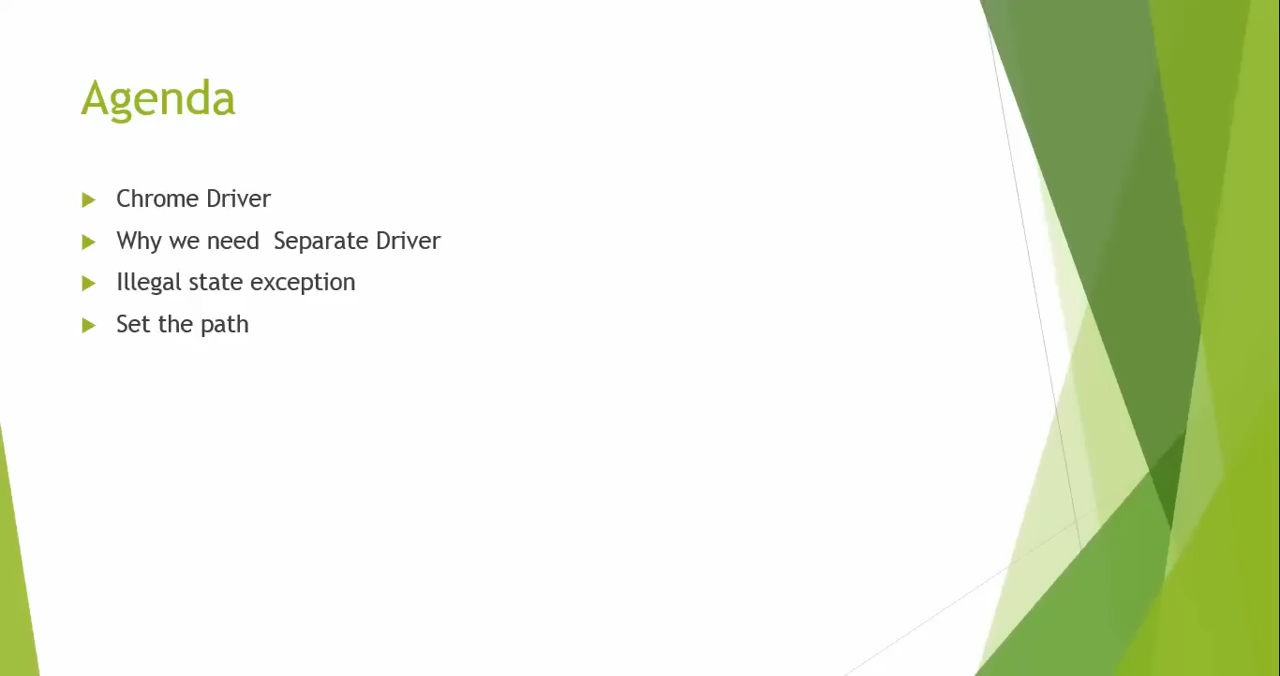 Agenda
Chrome Driver
Why we need  Separate Driver
Illegal state exception
Set the path